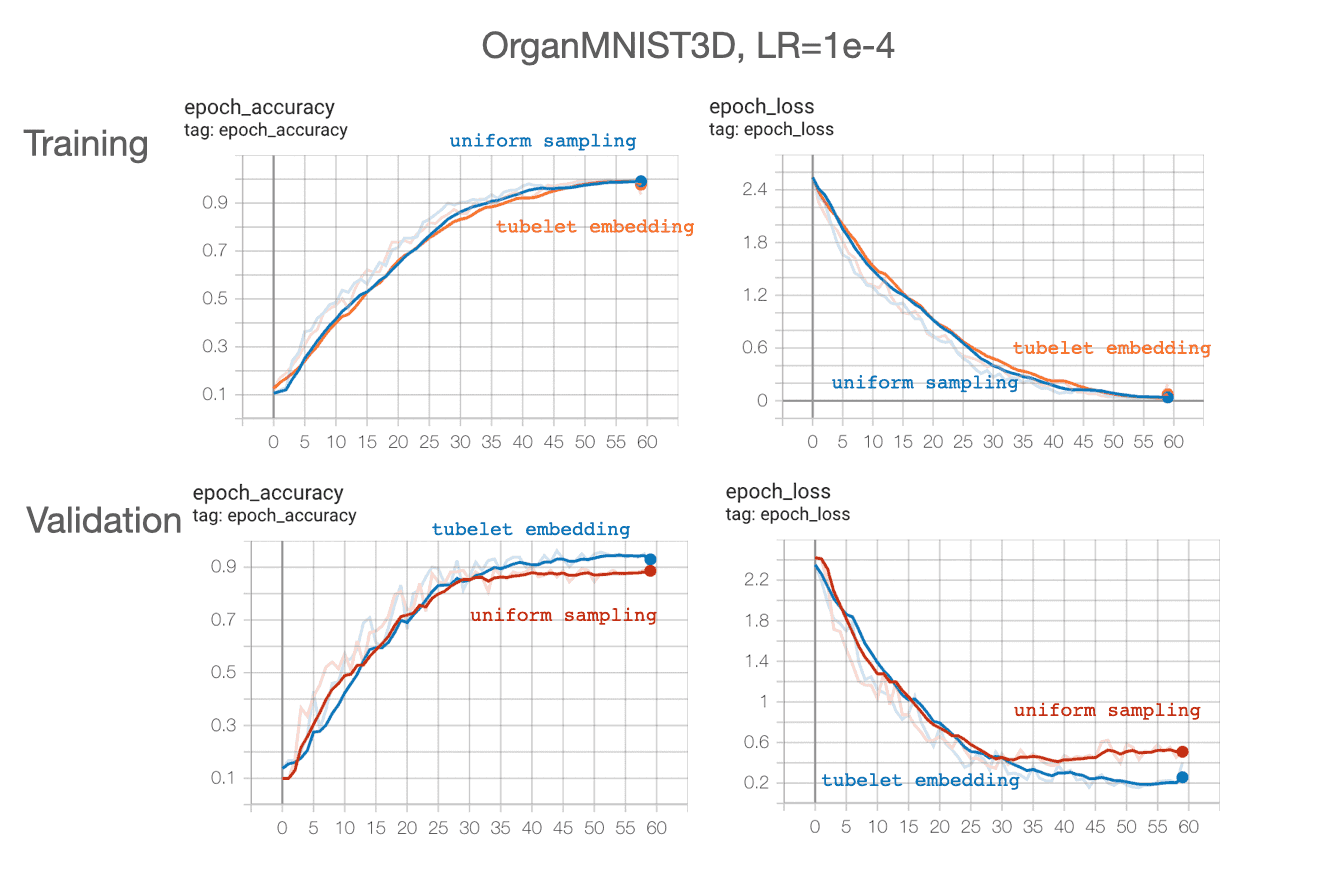 OrganMNIST3D, LR=1e-4
Training
epoch_accuracy
tag: epoch_accuracy
uniform sampling
tubelet embedding
0.9
0.7
0.5
0.3
0.1
0 5 10 15 20 25 30 35 40 45 50 55 60
epoch_loss
tag: epoch_loss
2.4
1.8
1.2
0.6
0
tubelet embedding
uniform sampling
0 5 10 15 20 25 30 35 40 45 50 55 60
Validation
epoch_accuracy
tag: epoch_accuracy
tubelet embedding
uniform sampling
0.9
0.7
0.5
0.3
0.1
0 5 10 15 20 25 30 35 40 45 50 55 60
epoch_loss
tag: epoch_loss
2.2
1.8
1.4
1
0.6
0.2
uniform sampling
tubelet embedding
0 5 10 15 20 25 30 35 40 45 50 55 60